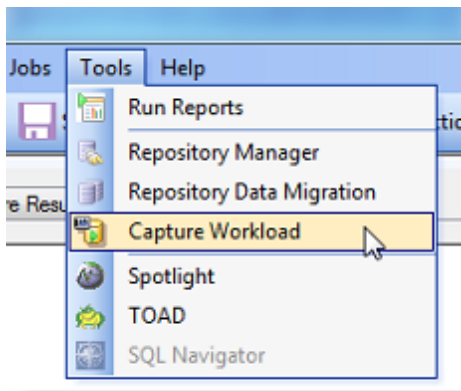 Jobs Tools Help
Run Reports
Repository Manager
Repository Data Migration
Capture Workload
Spotlight
TOAD
SQL Navigator